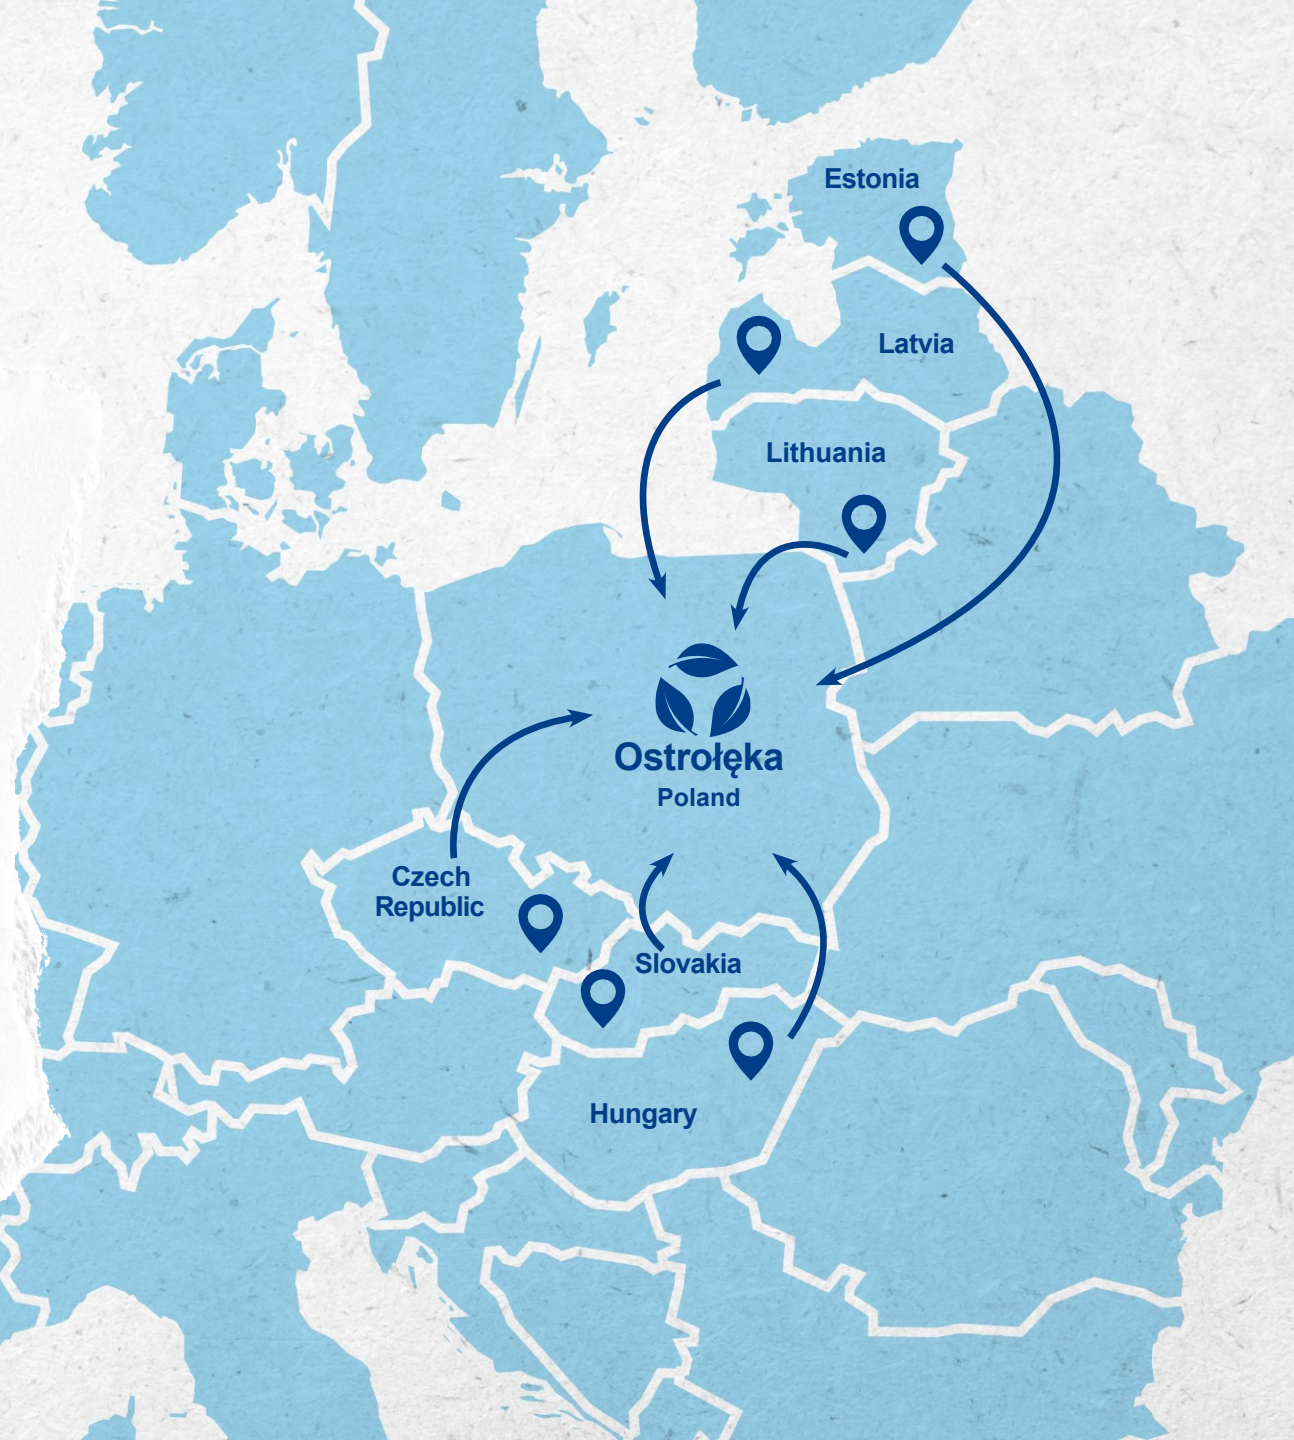 Estonia
Latvia
Lithuania
Ostrołęka
Poland
Czech
Republic
Slovakia
Hungary